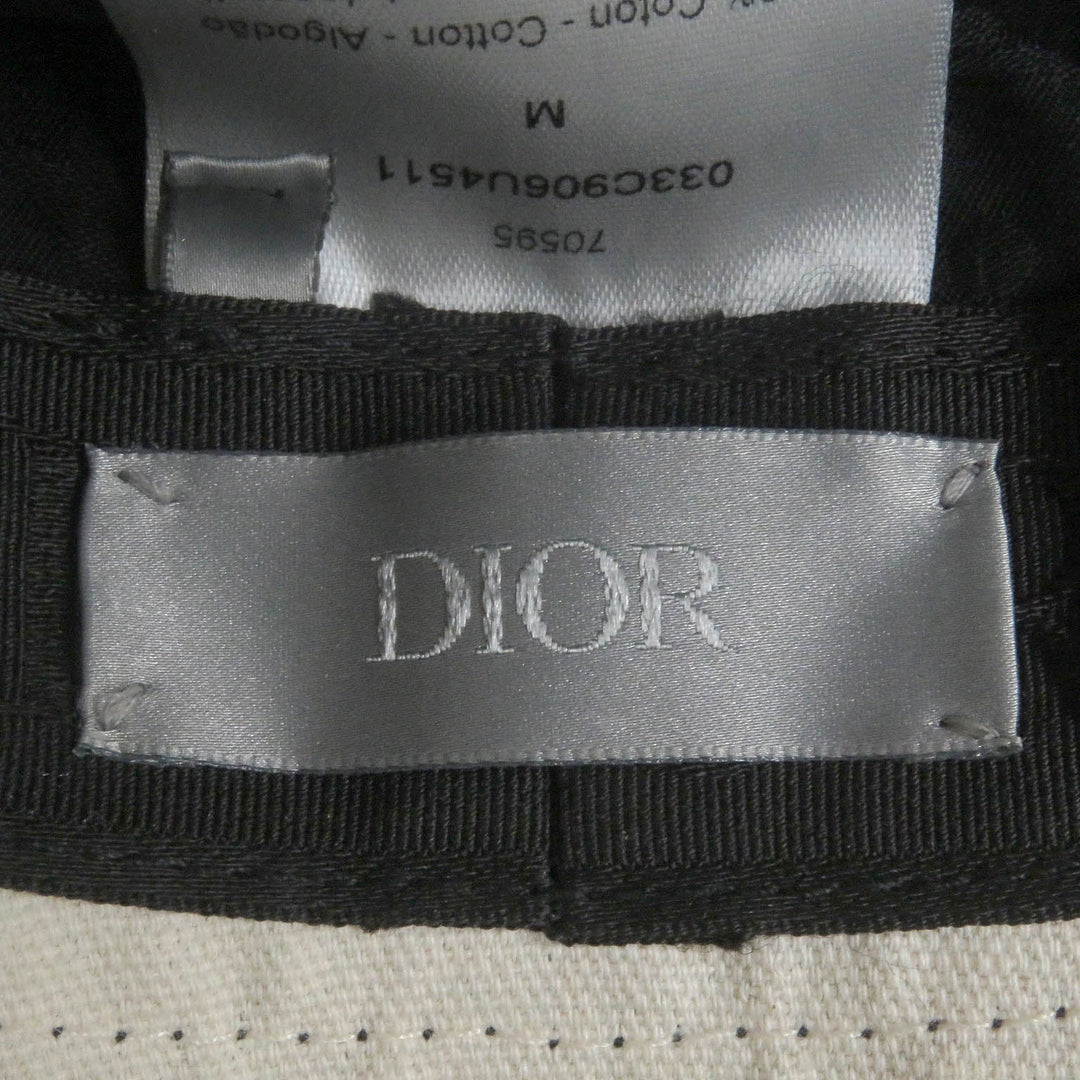 Coton
Cotton - Algodão
M
033C906U4511
70595
DIOR